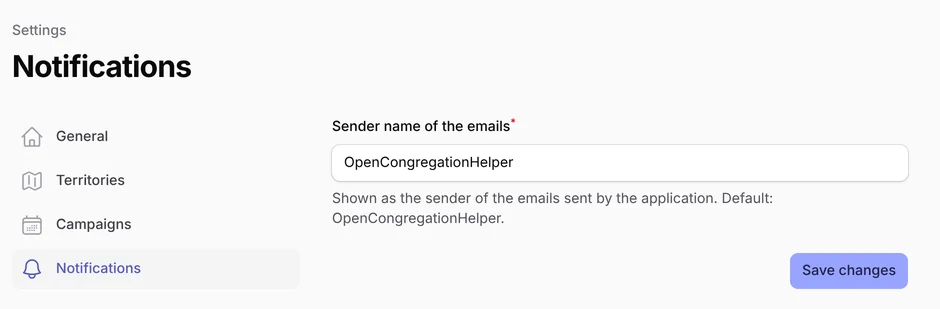 Settings
Notifications
General
Territories
Campaigns
Notifications
Sender name of the emails*
OpenCongregationHelper
Shown as the sender of the emails sent by the application. Default:
OpenCongregationHelper.
Save changes